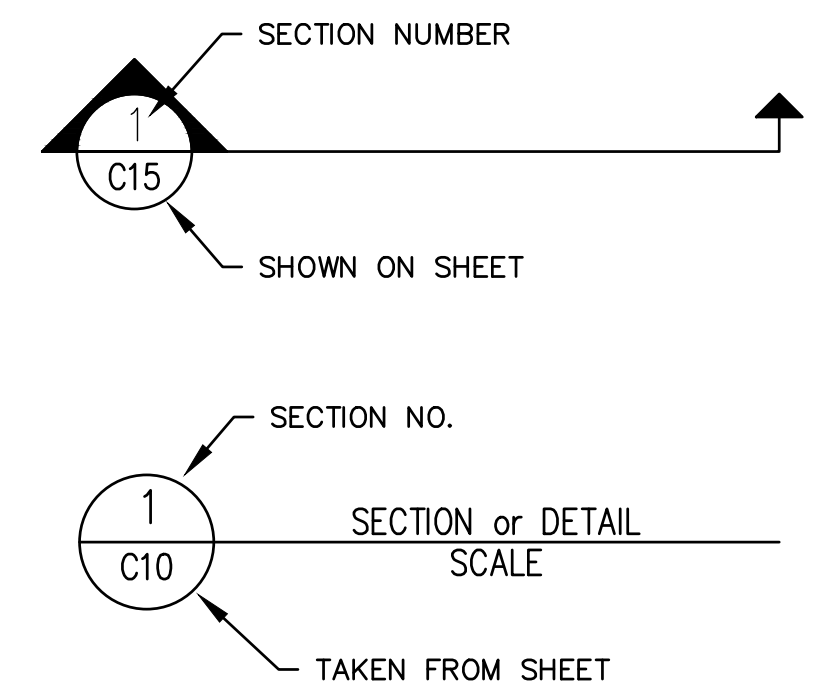 SECTION NUMBER
1
C15
SHOWN ON SHEET
SECTION NO.
1
SECTION or DETAIL
C10
SCALE
TAKEN FROM SHEET